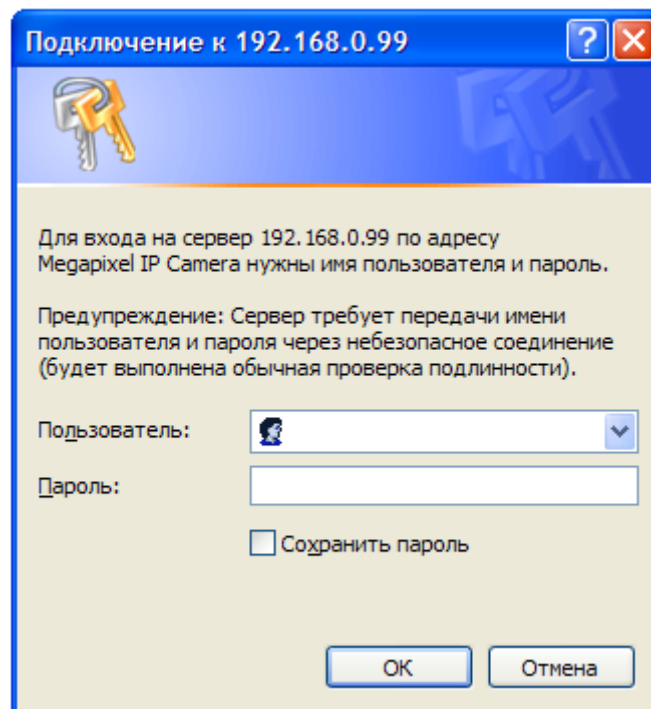 Подключение к 192.168.0.99
Для входа на сервер 192.168.0.99 по адресу
Megapixel IP Camera нужны имя пользователя и пароль.
Предупреждение: Сервер требует передачи имени
пользователя и пароля через небезопасное соединение
(будет выполнена обычная проверка подлинности).
Пользователь:
Пароль:
Сохранить пароль
ОК Отмена